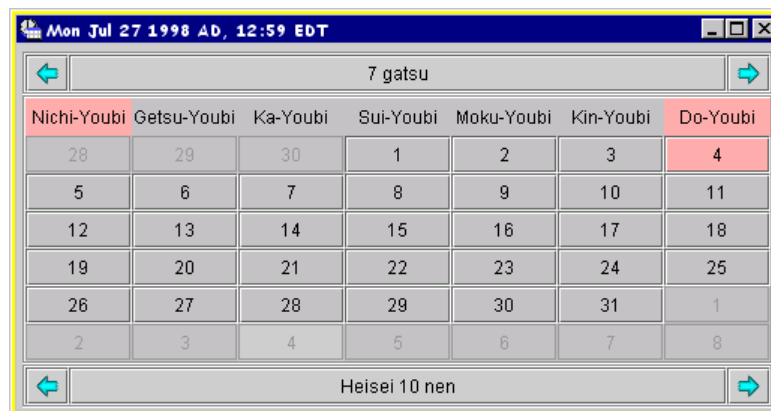 Mon Jul 27 1998 AD, 12:59 EDT
7 gatsu
Nichi-Youbi Getsu-Youbi Ka-Youbi Sui-Youbi Moku-Youbi Kin-Youbi Do-Youbi
28 29 30 1 2 3 4
5 6 7 8 9 10 11
12 13 14 15 16 17 18
19 20 21 22 23 24 25
26 27 28 29 30 31 1
2 3 4 5 6 7 8
Heisei 10 nen